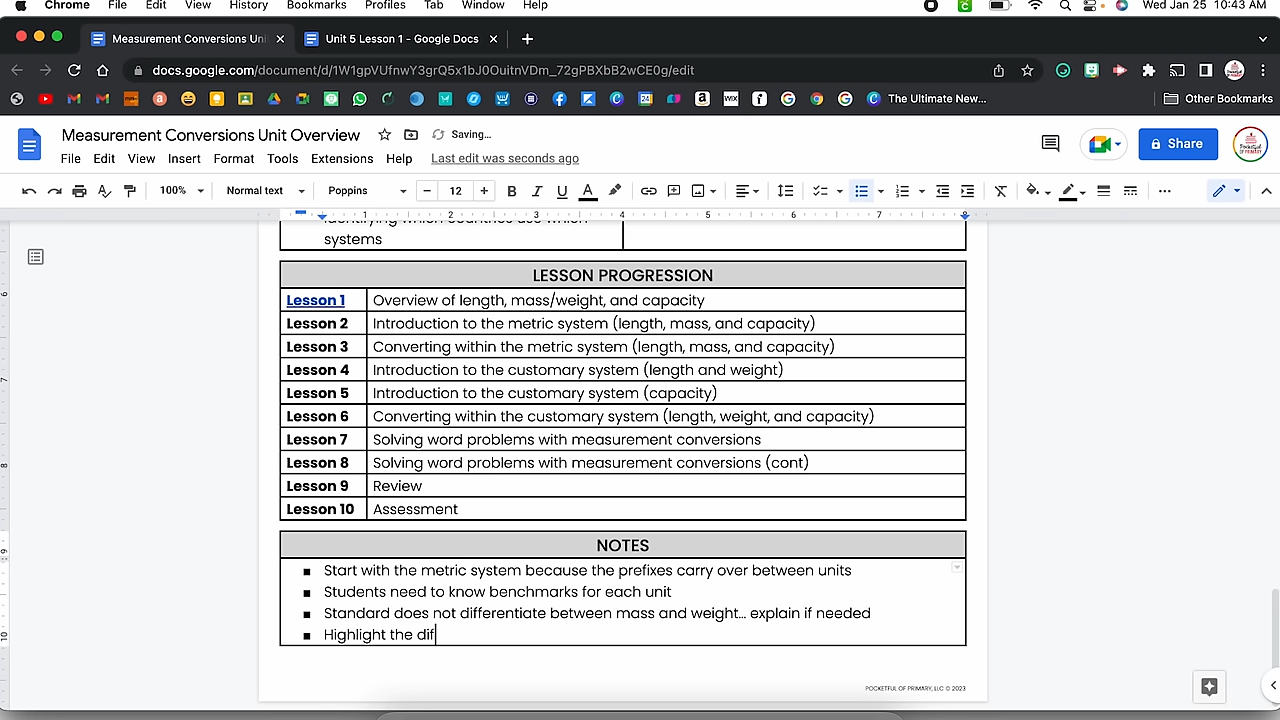 Chrome File Edit View History Bookmarks Profiles Tab Window Help Wed Jan 25 10:43 AM
Measurement Conversions Uni
Unit 5 Lesson 1 - Google Docs
docs.google.com/document/d/1W1gpVUfnwY3grQ5x1bJ0OuitnVDm_72gPBXbB2wCE0g/edit
The Ultimate New...
Other Bookmarks
Measurement Conversions Unit Overview
Saving...
Share
File Edit View Insert Format Tools Extensions Help Last edit was seconds ago
100% Normal text Poppins 12 B I U A
1 2 3 4 5 6 7 8
systems
LESSON PROGRESSION
Lesson 1 Overview of length, mass/weight, and capacity
Lesson 2 Introduction to the metric system (length, mass, and capacity)
Lesson 3 Converting within the metric system (length, mass, and capacity)
Lesson 4 Introduction to the customary system (length and weight)
Lesson 5 Introduction to the customary system (capacity)
Lesson 6 Converting within the customary system (length, weight, and capacity)
Lesson 7 Solving word problems with measurement conversions
Lesson 8 Solving word problems with measurement conversions (cont)
Lesson 9 Review
Lesson 10 Assessment
NOTES
Start with the metric system because the prefixes carry over between units
Students need to know benchmarks for each unit
Standard does not differentiate between mass and weight... explain if needed
Highlight the dif
POCKETFUL OF PRIMARY, LLC © 2023